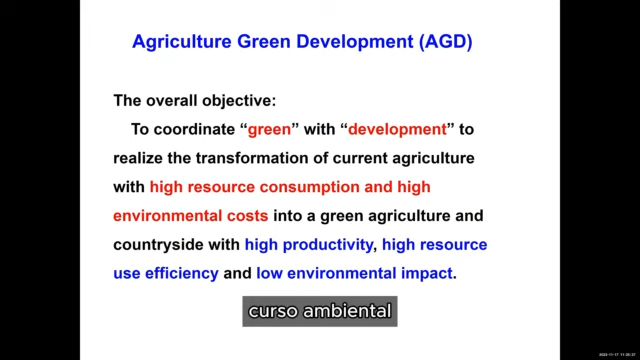 Agriculture Green Development (AGD)
The overall objective:
To coordinate “green” with “development” to
realize the transformation of current agriculture
with high resource consumption and high
environmental costs into a green agriculture and
countryside with high productivity, high resource
use efficiency and low environmental impact.
curso ambiental